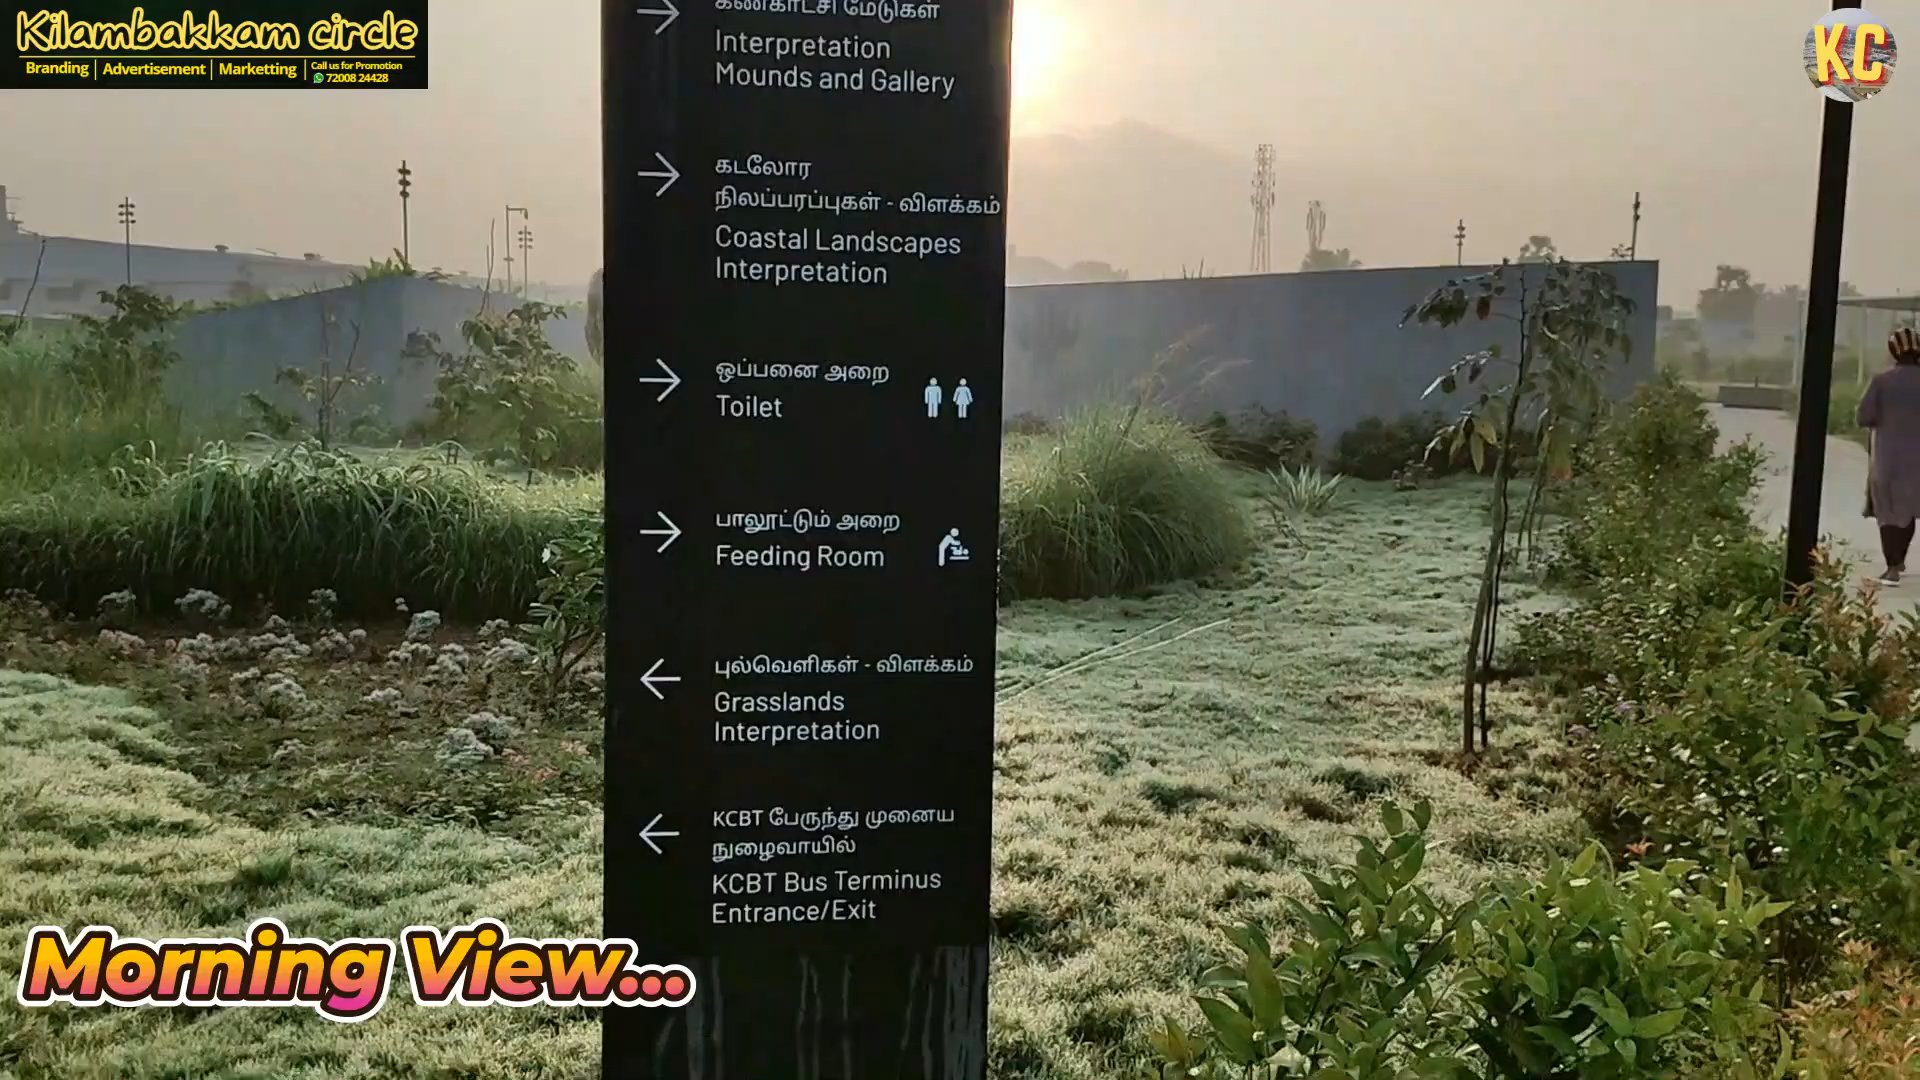 Kilambakkam circle
Branding | Advertisement | Marketting | Call us for Promotion
72008 24428
KC
கண்காட்சி மேடுகள்
Interpretation
Mounds and Gallery
கடலோர
நிலப்பரப்புகள் - விளக்கம்
Coastal Landscapes
Interpretation
ஒப்பனை அறை
Toilet
பாலூட்டும் அறை
Feeding Room
புல்வெளிகள் - விளக்கம்
Grasslands
Interpretation
KCBT பேருந்து முனைய
நுழைவாயில்
KCBT Bus Terminus
Entrance/Exit
Morning View...